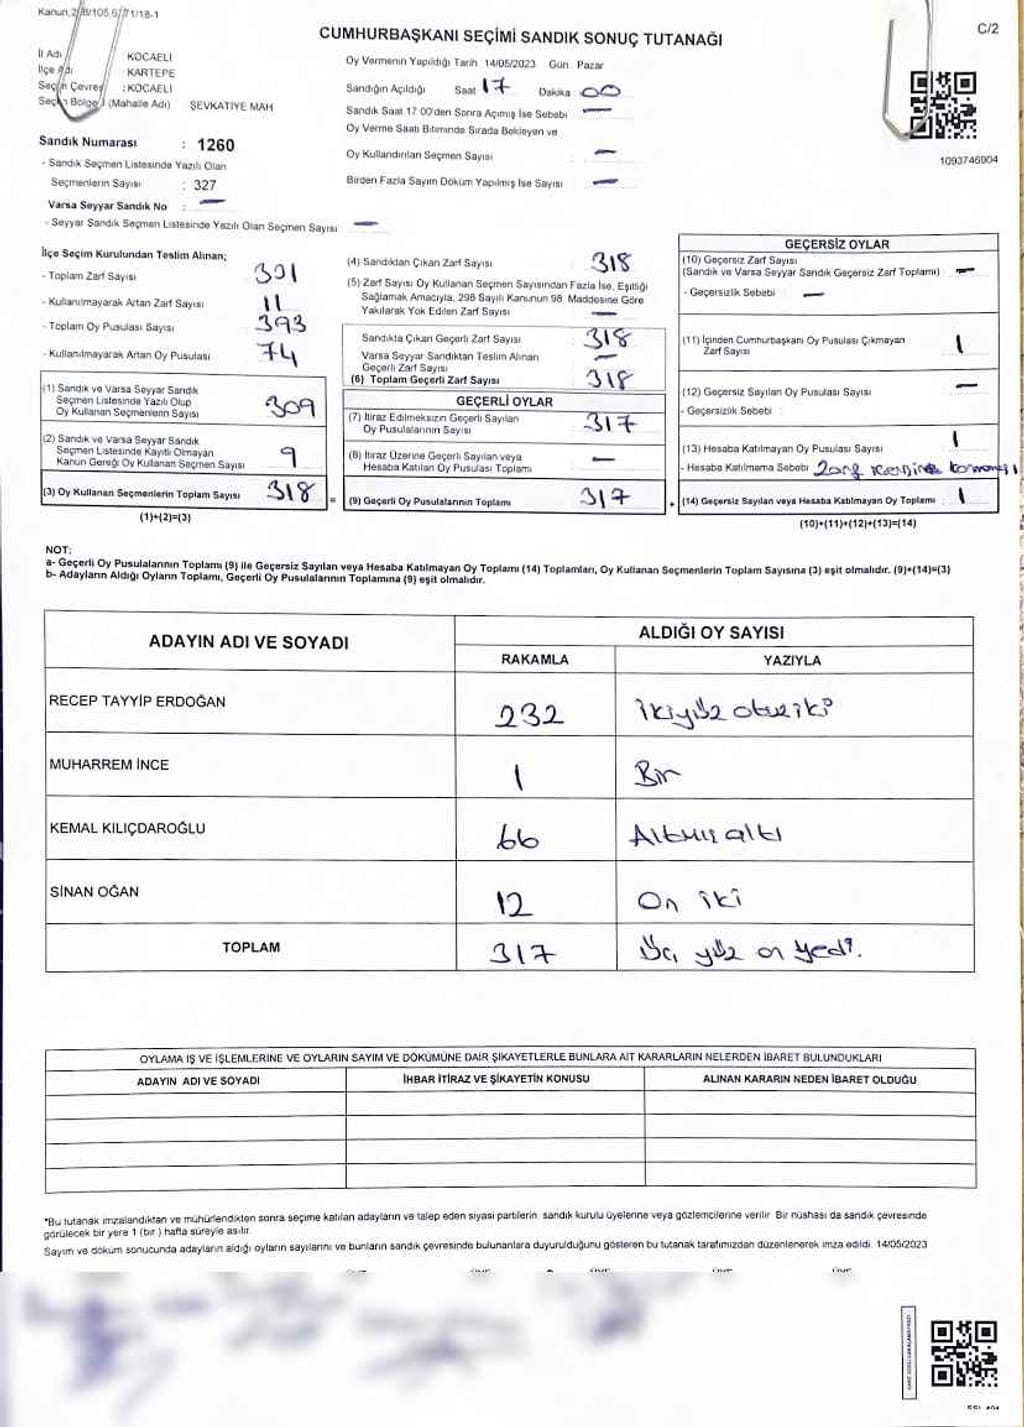 CUMHURBAŞKANI SEÇİMİ SANDIK SONUÇ TUTANAĞI
C/2
İl Adı : KOCAELİ
İlçe Adı : KARTEPE
Seçim Çevresi : KOCAELİ
Seçim Bölgesi (Mahalle Adı) ŞEVKATİYE MAH
Sandık Numarası : 1260
- Sandık Seçmen Listesinde Yazılı Olan
Seçmenlerin Sayısı : 327
Varsa Seyyar Sandık No : —
- Seyyar Sandık Seçmen Listesinde Yazılı Olan Seçmen Sayısı —
Oy Vermenin Yapıldığı Tarih 14/05/2023 Gün Pazar
Sandığın Açıldığı Saat 17 Dakika 00
Sandık Saat 17 00'den Sonra Açımış İse Sebebi —
Oy Verme Saati Bitiminde Sırada Bekleyen ve
Oy Kullandırılan Seçmen Sayısı —
Birden Fazla Sayım Döküm Yapılmış İse Sayısı —
1093746904
İlçe Seçim Kurulundan Teslim Alınan;
- Toplam Zarf Sayısı
- Kullanılmayarak Artan Zarf Sayısı 11
- Toplam Oy Pusulası Sayısı 393
- Kullanılmayarak Artan Oy Pusulası 74
(1) Sandık ve Varsa Seyyar Sandık
Seçmen Listesinde Yazılı Olup
Oy Kullanan Seçmenlerin Sayısı 309
(2) Sandık ve Varsa Seyyar Sandık
Seçmen Listesinde Kayıtlı Olmayan
Kanun Gereği Oy Kullanan Seçmen Sayısı 9
(3) Oy Kullanan Seçmenlerin Toplam Sayısı 318 =
(1)+(2)=(3)
(4) Sandıktan Çıkan Zarf Sayısı 318
(5) Zarf Sayısı Oy Kullanan Seçmen Sayısından Fazla İse, Eşitliği
Sağlamak Amacıyla, 298 Sayılı Kanunun 98. Maddesine Göre
Yakılarak Yok Edilen Zarf Sayısı —
Sandıkta Çıkan Geçerli Zarf Sayısı 318
Varsa Seyyar Sandıktan Teslim Alınan
Geçerli Zarf Sayısı —
(6) Toplam Geçerli Zarf Sayısı 318
GEÇERLİ OYLAR
(7) İtiraz Edilmeksizin Geçerli Sayılan
Oy Pusulalarının Sayısı 317
(8) İtiraz Üzerine Geçerli Sayılan veya
Hesaba Katılan Oy Pusulası Toplamı —
(9) Geçerli Oy Pusulalarının Toplamı 317 +
GEÇERSİZ OYLAR
(10) Geçersiz Zarf Sayısı
(Sandık ve Varsa Seyyar Sandık Geçersiz Zarf Toplamı) —
- Geçersizlik Sebebi : —
(11) İçinden Cumhurbaşkanı Oy Pusulası Çıkmayan
Zarf Sayısı 1
(12) Geçersiz Sayılan Oy Pusulası Sayısı —
- Geçersizlik Sebebi :
(13) Hesaba Katılmayan Oy Pusulası Sayısı 1
- Hesaba Katılmama Sebebi
(14) Geçersiz Sayılan veya Hesaba Katılmayan Oy Toplamı 1
(10)+(11)+(12)+(13)=(14)
NOT:
a- Geçerli Oy Pusulalarının Toplamı (9) ile Geçersiz Sayılan veya Hesaba Katılmayan Oy Toplamı (14) Toplamları, Oy Kullanan Seçmenlerin Toplam Sayısına (3) eşit olmalıdır. (9)+(14)=(3)
b- Adayların Aldığı Oyların Toplamı, Geçerli Oy Pusulalarının Toplamına (9) eşit olmalıdır.
ADAYIN ADI VE SOYADI
ALDIĞI OY SAYISI
RAKAMLA YAZIYLA
RECEP TAYYİP ERDOĞAN 232 ikiyüz otuziki
MUHARREM İNCE 1 Bir
KEMAL KILIÇDAROĞLU 66 Altmış altı
SİNAN OĞAN 12 On iki
TOPLAM 317 Üç yüz on yedi.
OYLAMA İŞ VE İŞLEMLERİNE VE OYLARIN SAYIM VE DÖKÜMÜNE DAİR ŞİKAYETLERLE BUNLARA AİT KARARLARIN NELERDEN İBARET BULUNDUKLARI
ADAYIN ADI VE SOYADI İHBAR İTİRAZ VE ŞİKAYETİN KONUSU ALINAN KARARIN NEDEN İBARET OLDUĞU
*Bu tutanak imzalandıktan ve mühürlendikten sonra seçime katılan adayların ve talep eden siyasi partilerin sandık kurulu üyelerine veya gözlemcilerine verilir. Bir nüshası da sandık çevresinde
görülecek bir yere 1 (bir) hafta süreyle asılır.
Sayım ve döküm sonucunda adayların aldığı oyların sayılarını ve bunların sandık çevresinde bulunanlara duyurulduğunu gösteren bu tutanak tarafımızdan düzenlenerek imza edildi. 14/05/2023